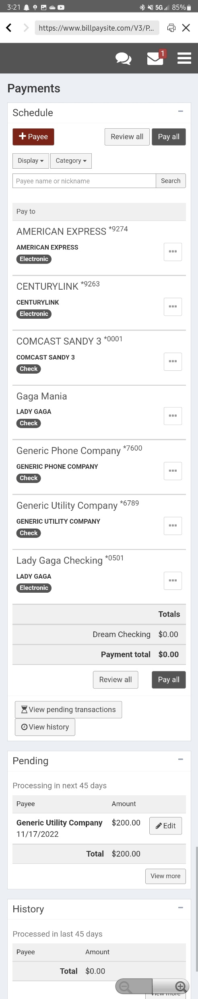 3:21
5G 85%
https://www.billpaysite.com/V3/P...
1
Payments
Schedule
Payee Review all Pay all
Display Category
Payee name or nickname Search
Pay to
AMERICAN EXPRESS *9274
AMERICAN EXPRESS
Electronic
CENTURYLINK *9263
CENTURYLINK
Electronic
COMCAST SANDY 3 *0001
COMCAST SANDY 3
Check
Gaga Mania
LADY GAGA
Check
Generic Phone Company *7600
GENERIC PHONE COMPANY
Check
Generic Utility Company *6789
GENERIC UTILITY COMPANY
Check
Lady Gaga Checking *0501
LADY GAGA
Electronic
Totals
Dream Checking $0.00
Payment total $0.00
Review all Pay all
View pending transactions
View history
Pending
Processing in next 45 days
Payee Amount
Generic Utility Company $200.00 Edit
11/17/2022
Total $200.00
View more
History
Processed in last 45 days
Payee Amount
Total $0.00
View more